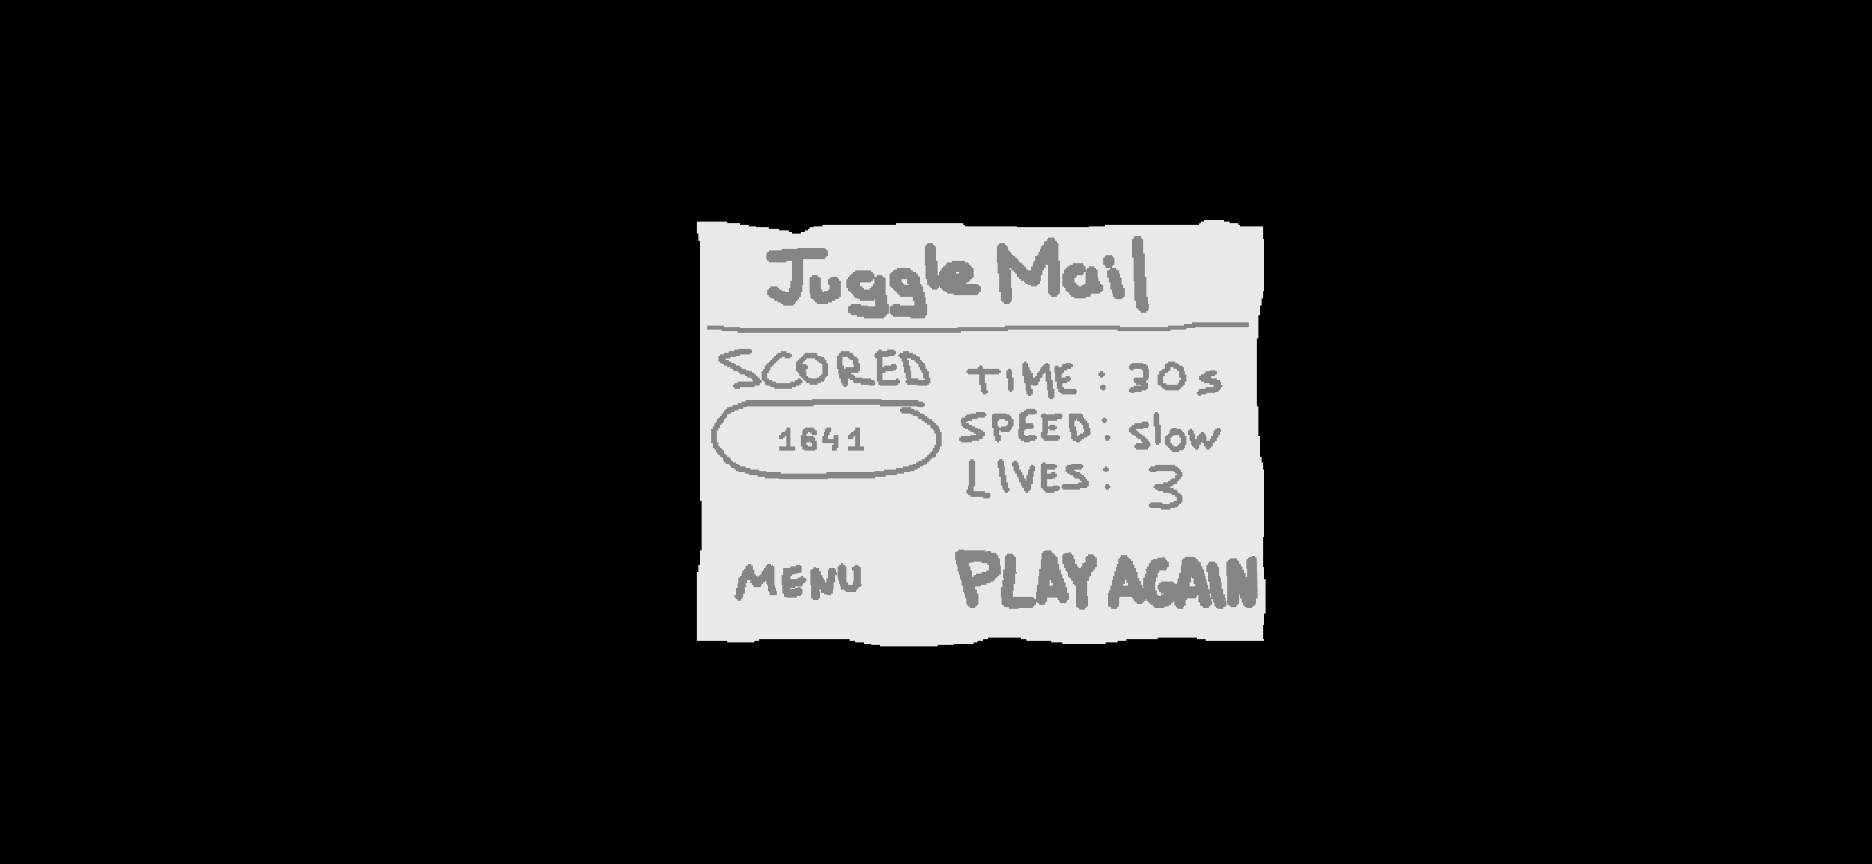 Juggle Mail
SCORED
1641
TIME: 30s
SPEED: slow
LIVES: 3
MENU
PLAY AGAIN